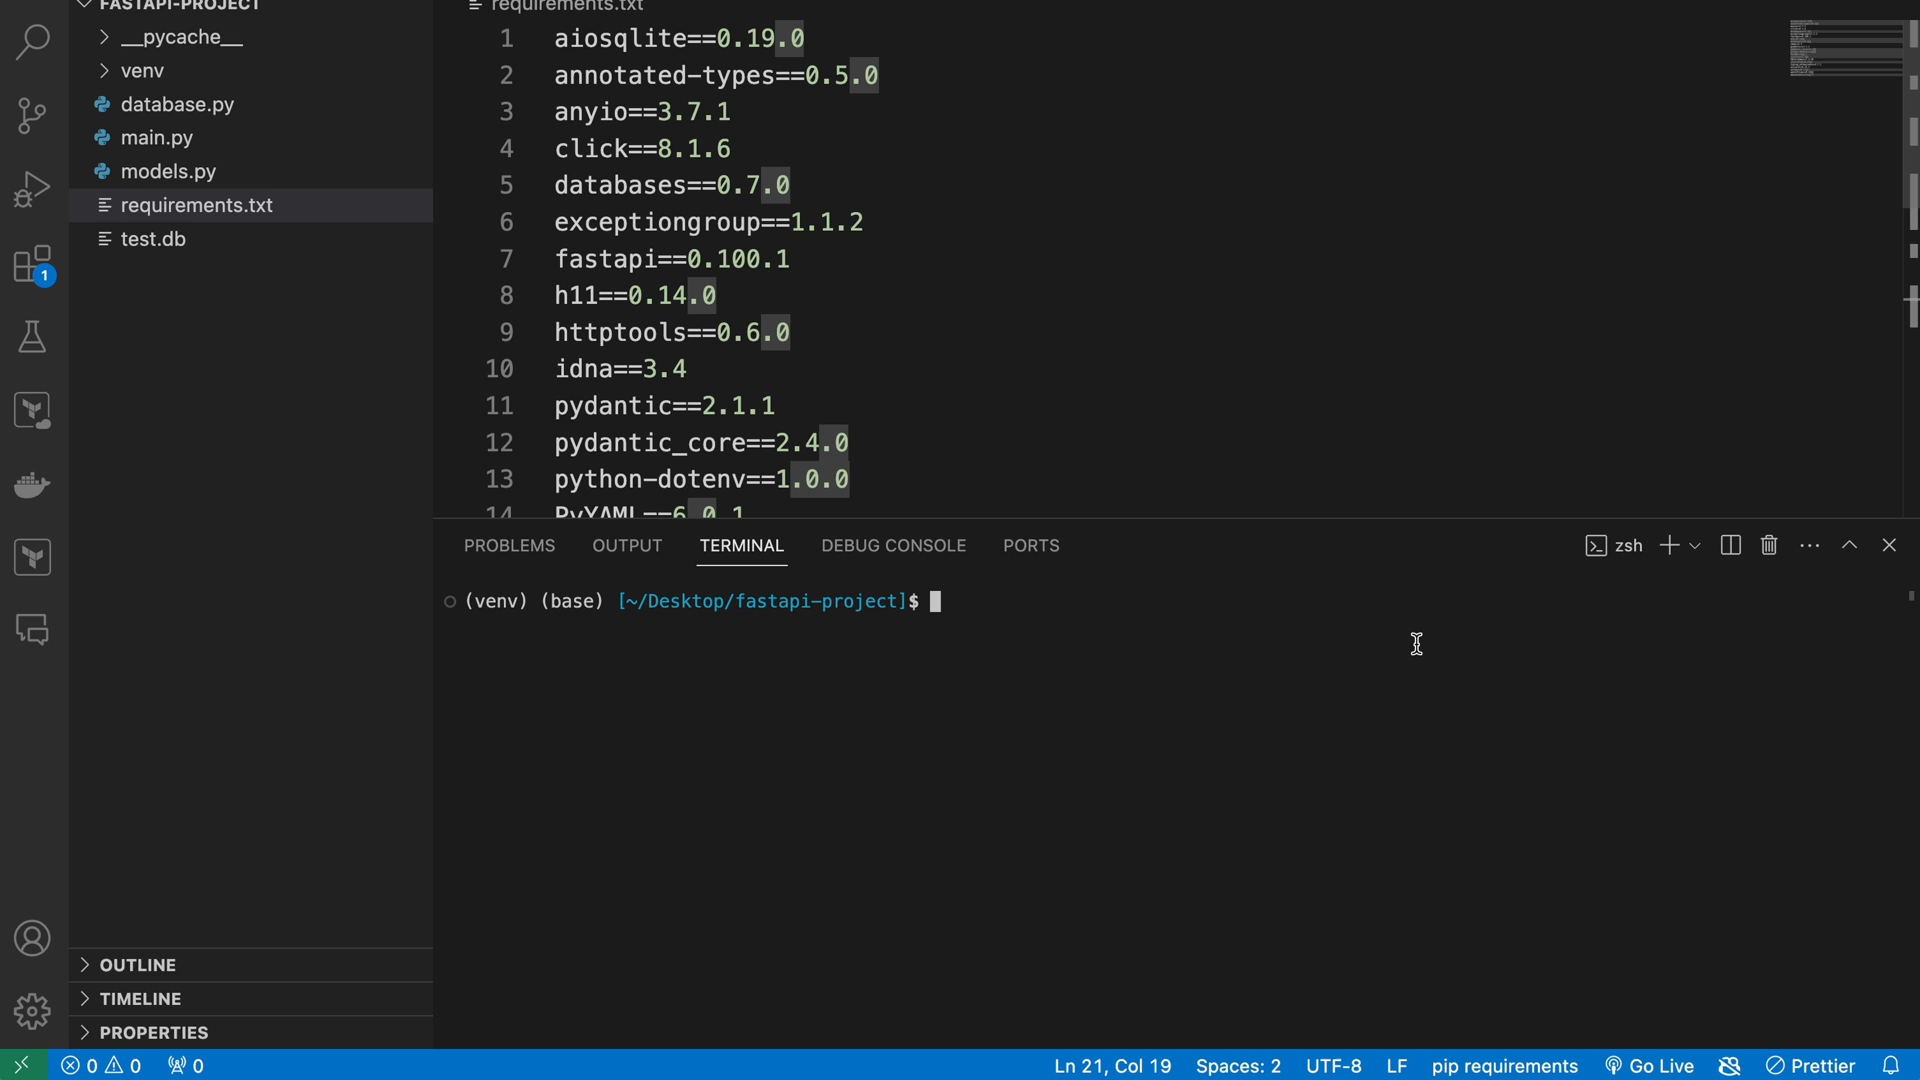 FASTAPI-PROJECT
__pycache__
venv
database.py
main.py
models.py
requirements.txt
test.db
1
OUTLINE
TIMELINE
PROPERTIES
requirements.txt
1 aiosqlite==0.19.0
2 annotated-types==0.5.0
3 anyio==3.7.1
4 click==8.1.6
5 databases==0.7.0
6 exceptiongroup==1.1.2
7 fastapi==0.100.1
8 h11==0.14.0
9 httptools==0.6.0
10 idna==3.4
11 pydantic==2.1.1
12 pydantic_core==2.4.0
13 python-dotenv==1.0.0
14 PyYAML==6.0.1
PROBLEMS OUTPUT TERMINAL DEBUG CONSOLE PORTS zsh
(venv) (base) [~/Desktop/fastapi-project]$
0 0 0 Ln 21, Col 19 Spaces: 2 UTF-8 LF pip requirements Go Live Prettier